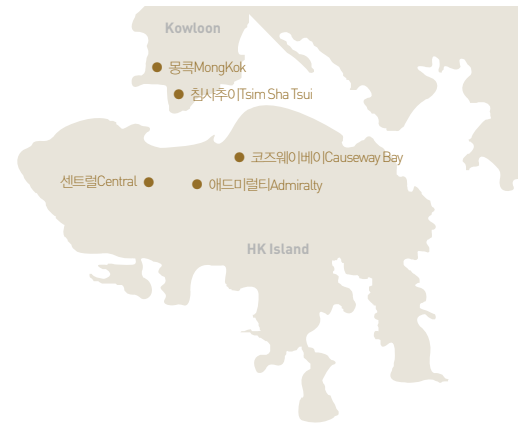 Kowloon
몽콕MongKok
침사추이Tsim Sha Tsui
코즈웨이베이Causeway Bay
센트럴Central
애드미럴티Admiralty
HK Island